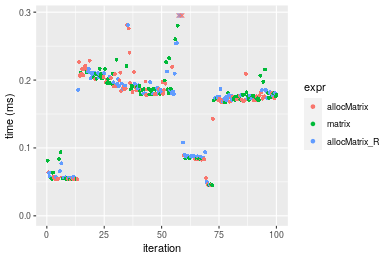 0.3
0.2
0.1
0.0
time (ms)
0
25
50
75
100
iteration
expr
allocMatrix
matrix
allocMatrix_R